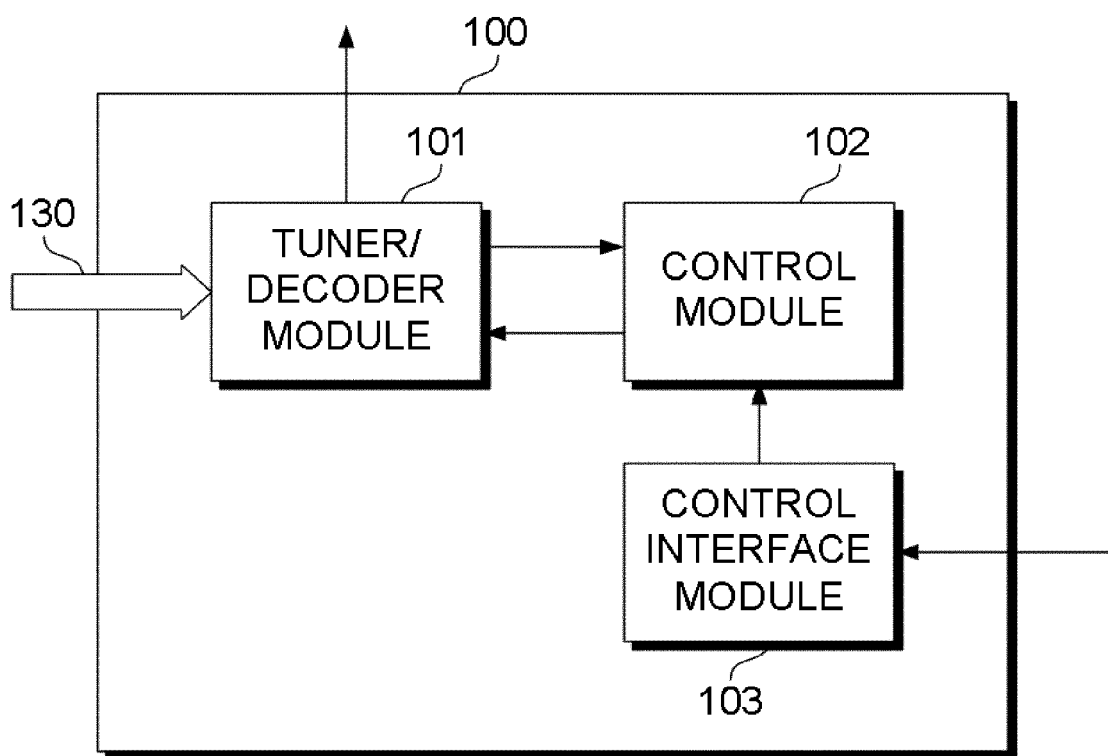 100
101
102
130
TUNER/
DECODER
MODULE
CONTROL
MODULE
CONTROL
INTERFACE
MODULE
103